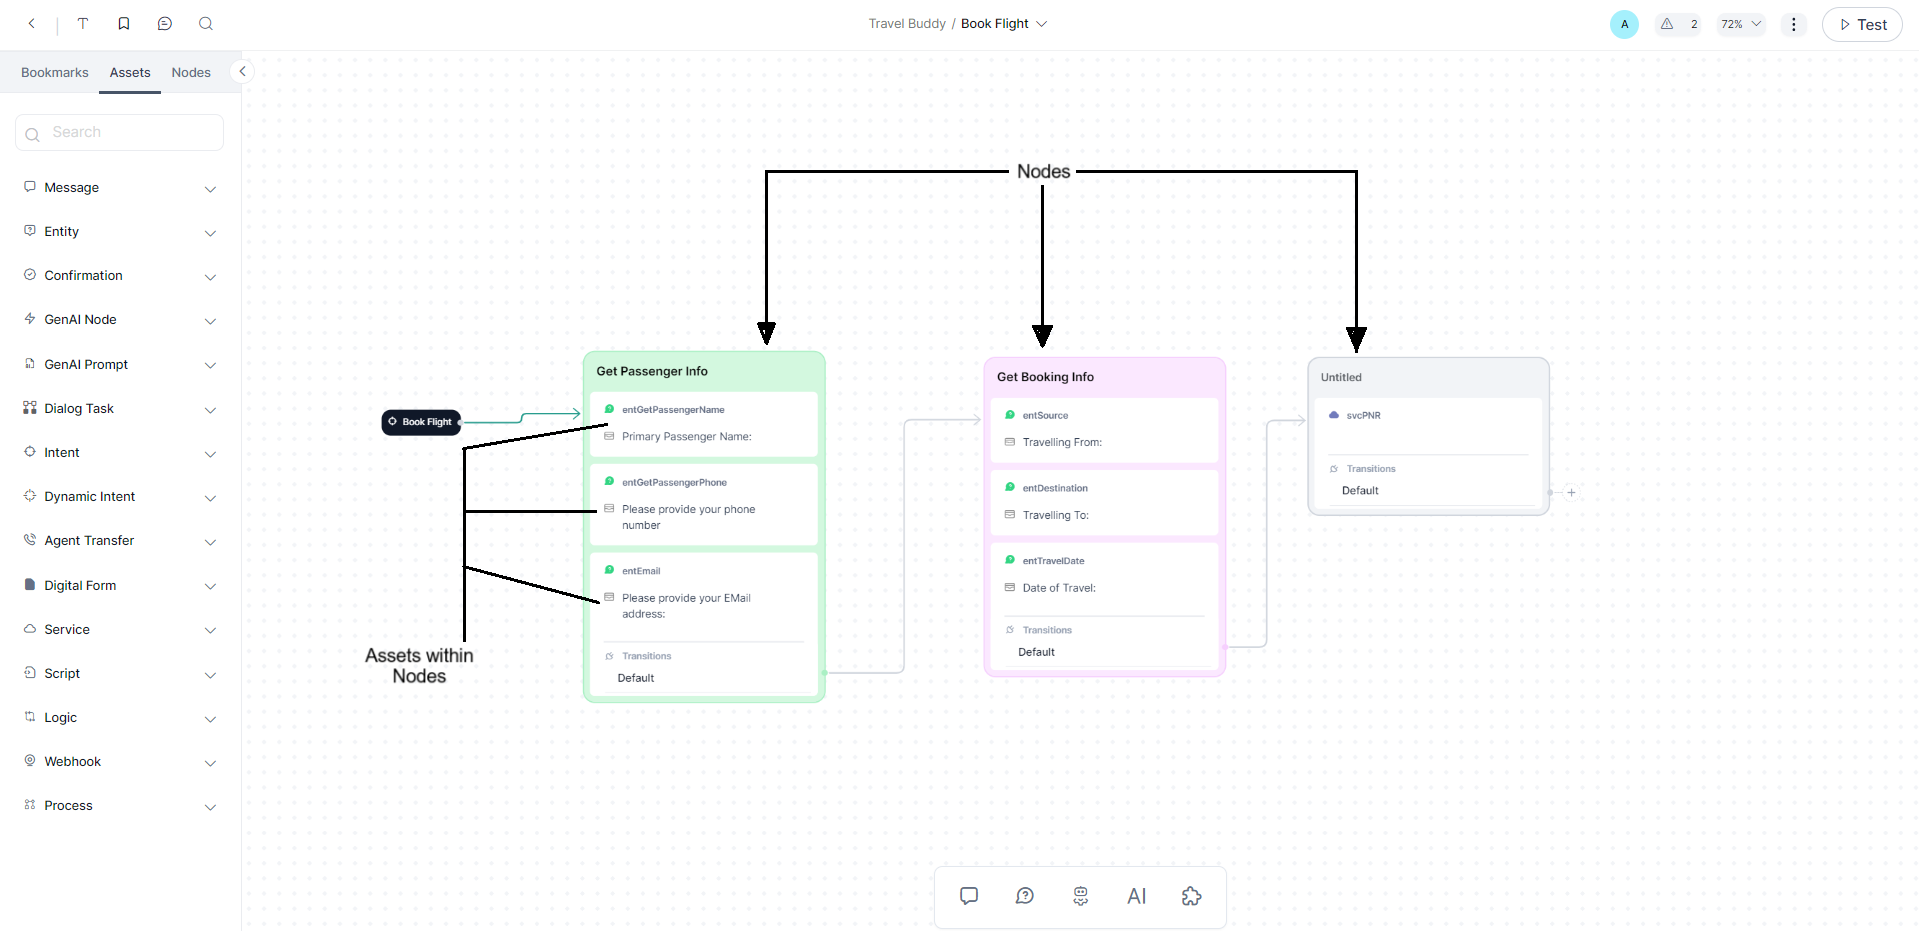 Travel Buddy / Book Flight
A
2
72%
Test
Bookmarks
Assets
Nodes
Search
Message
Entity
Confirmation
GenAI Node
GenAI Prompt
Dialog Task
Intent
Dynamic Intent
Agent Transfer
Digital Form
Service
Script
Logic
Webhook
Process
Nodes
Book Flight
Assets within
Nodes
Get Passenger Info
entGetPassengerName
Primary Passenger Name:
entGetPassengerPhone
Please provide your phone
number
entEmail
Please provide your EMail
address:
Transitions
Default
Get Booking Info
entSource
Travelling From:
entDestination
Travelling To:
entTravelDate
Date of Travel:
Transitions
Default
Untitled
svcPNR
Transitions
Default
AI